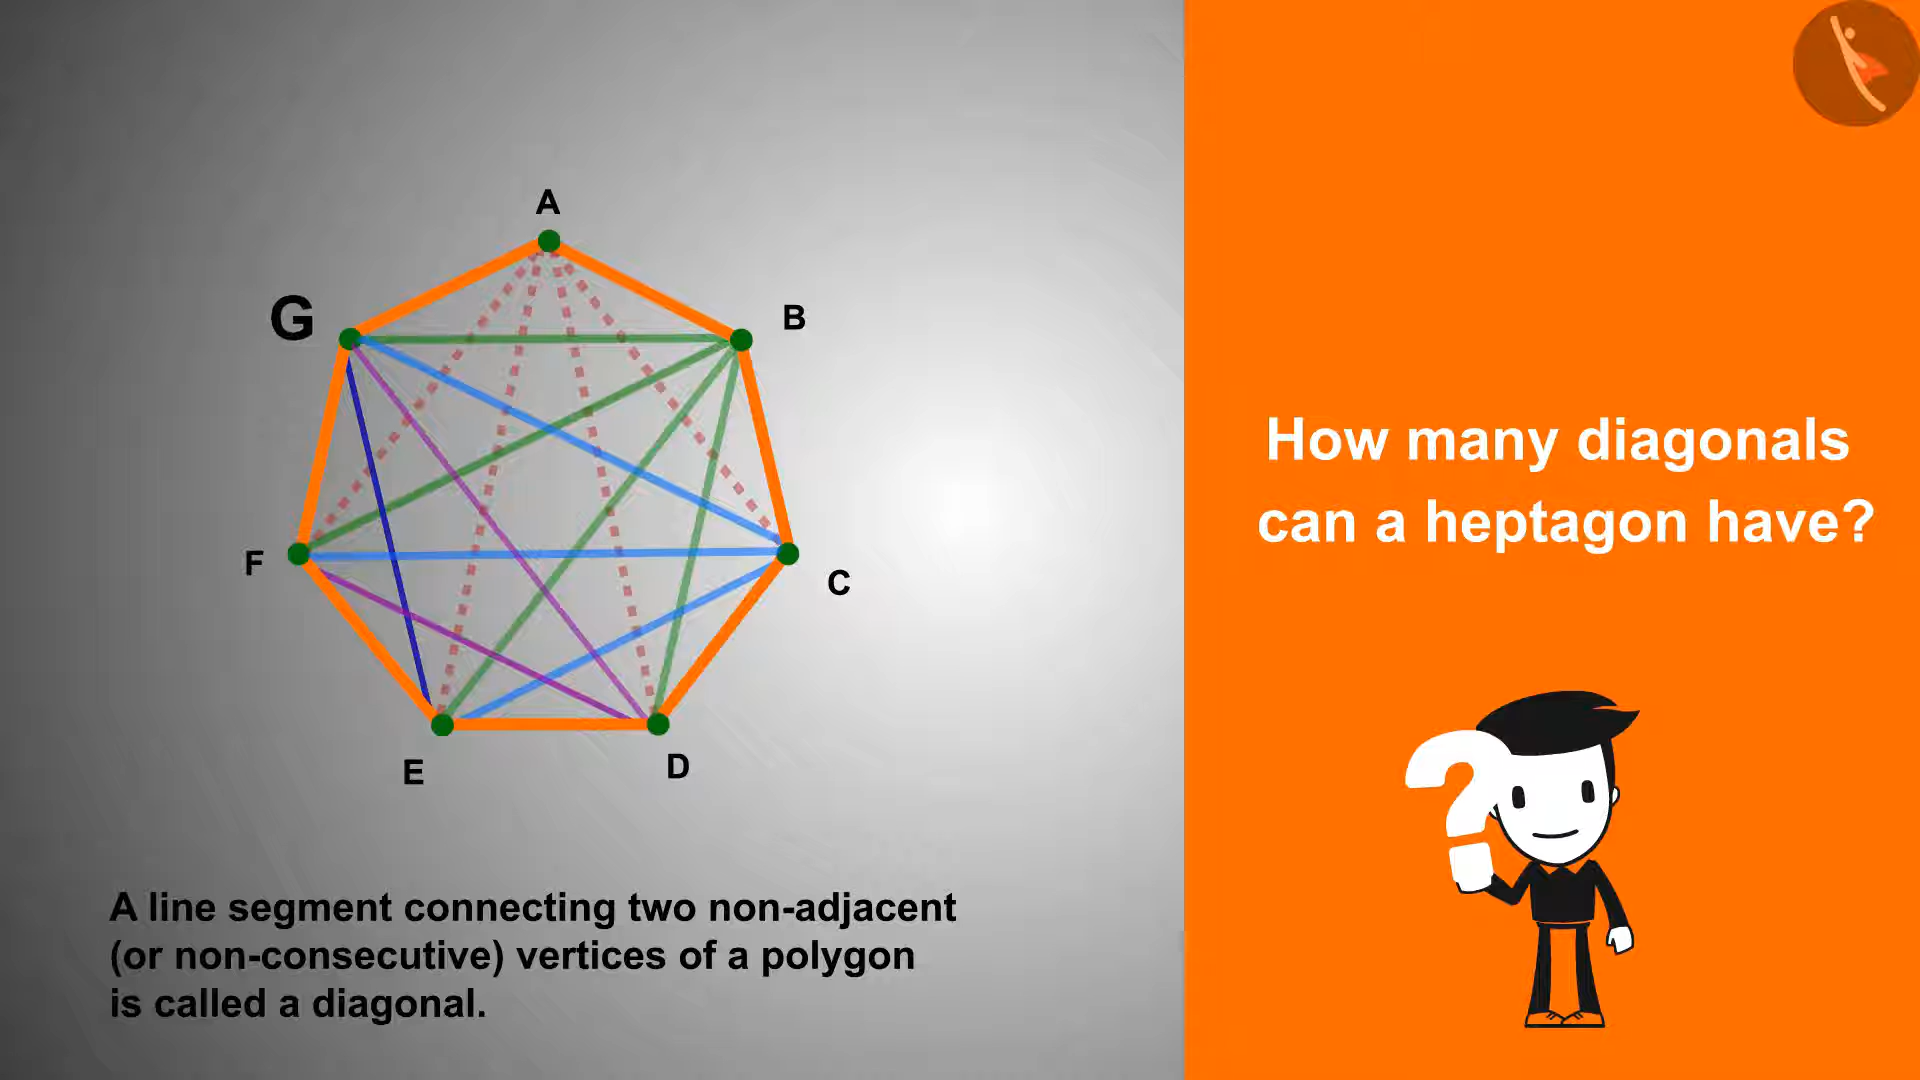 A
G
B
F
C
E
D
A line segment connecting two non-adjacent
(or non-consecutive) vertices of a polygon
is called a diagonal.
How many diagonals
can a heptagon have?
?